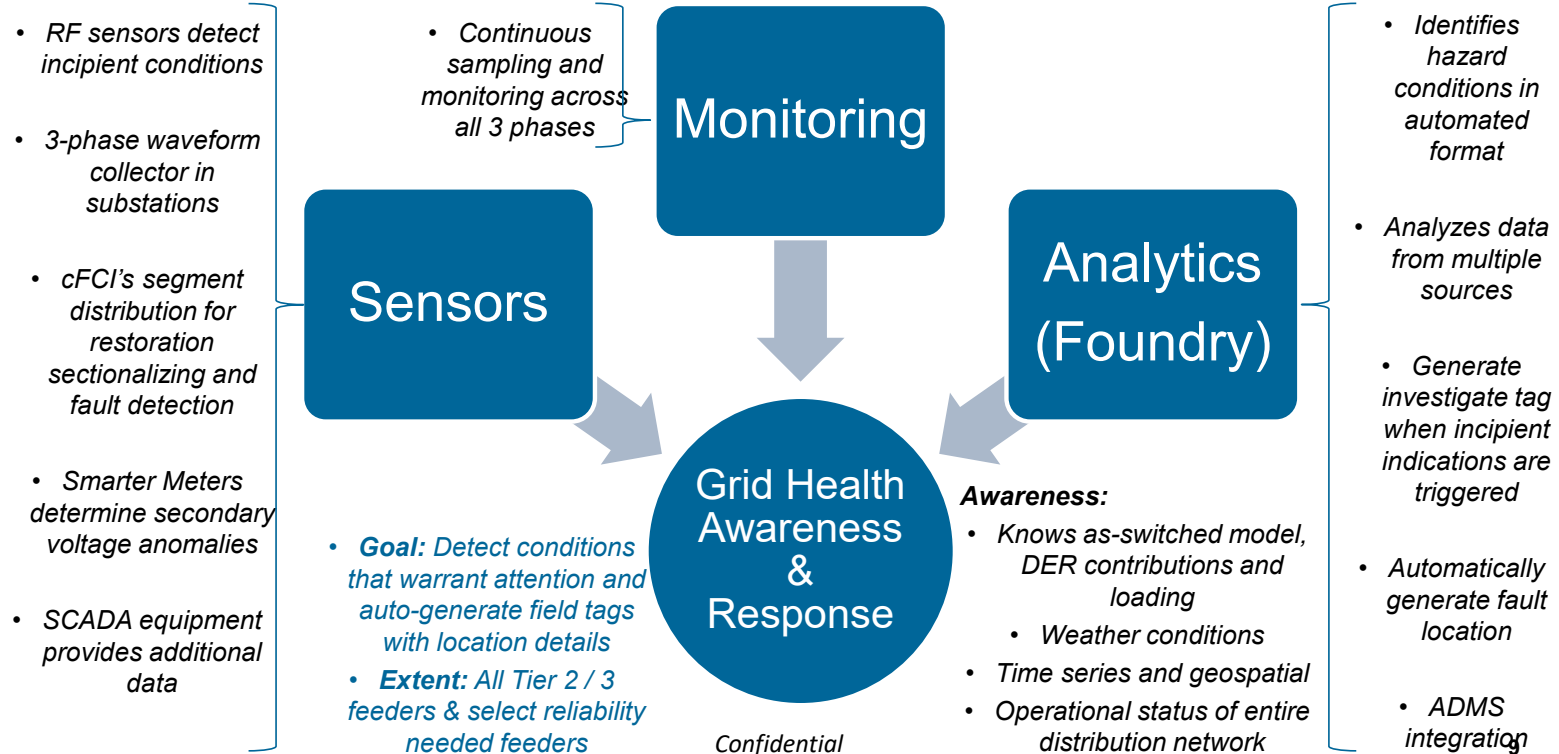 • RF sensors detect
incipient conditions
• 3-phase waveform
collector in
substations
• cFCI's segment
distribution for
restoration
sectionalizing and
fault detection
• Smarter Meters
determine secondary
voltage anomalies
• SCADA equipment
provides additional
data
• Continuous
sampling and
monitoring across
all 3 phases
Monitoring
Sensors
Analytics
(Foundry)
• Identifies
hazard
conditions in
automated
format
• Analyzes data
from multiple
sources
• Generate
investigate tag
when incipient
indications are
triggered
• Automatically
generate fault
location
• ADMS
integration
Grid Health
Awareness
&
Response
• Goal: Detect conditions
that warrant attention and
auto-generate field tags
with location details
• Extent: All Tier 2 / 3
feeders & select reliability
needed feeders
Awareness:
• Knows as-switched model,
DER contributions and
loading
• Weather conditions
• Time series and geospatial
• Operational status of entire
distribution network
Confidential